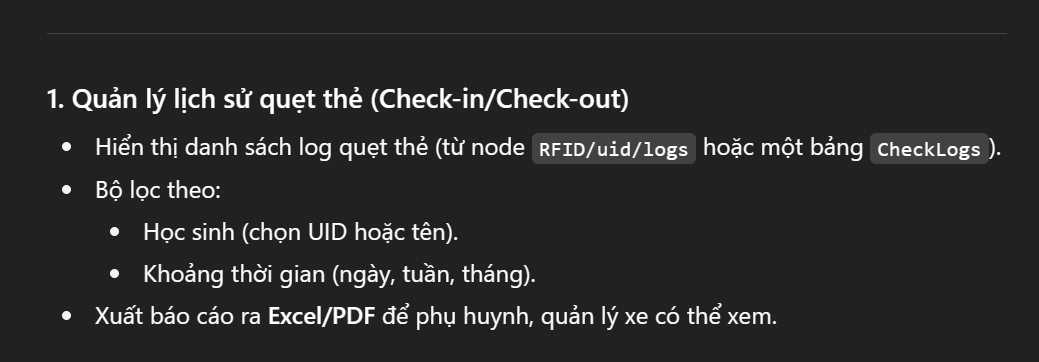 1. Quản lý lịch sử quẹt thẻ (Check-in/Check-out)
Hiển thị danh sách log quẹt thẻ (từ node RFID/uid/logs hoặc một bảng CheckLogs).
Bộ lọc theo:
Học sinh (chọn UID hoặc tên).
Khoảng thời gian (ngày, tuần, tháng).
Xuất báo cáo ra Excel/PDF để phụ huynh, quản lý xe có thể xem.